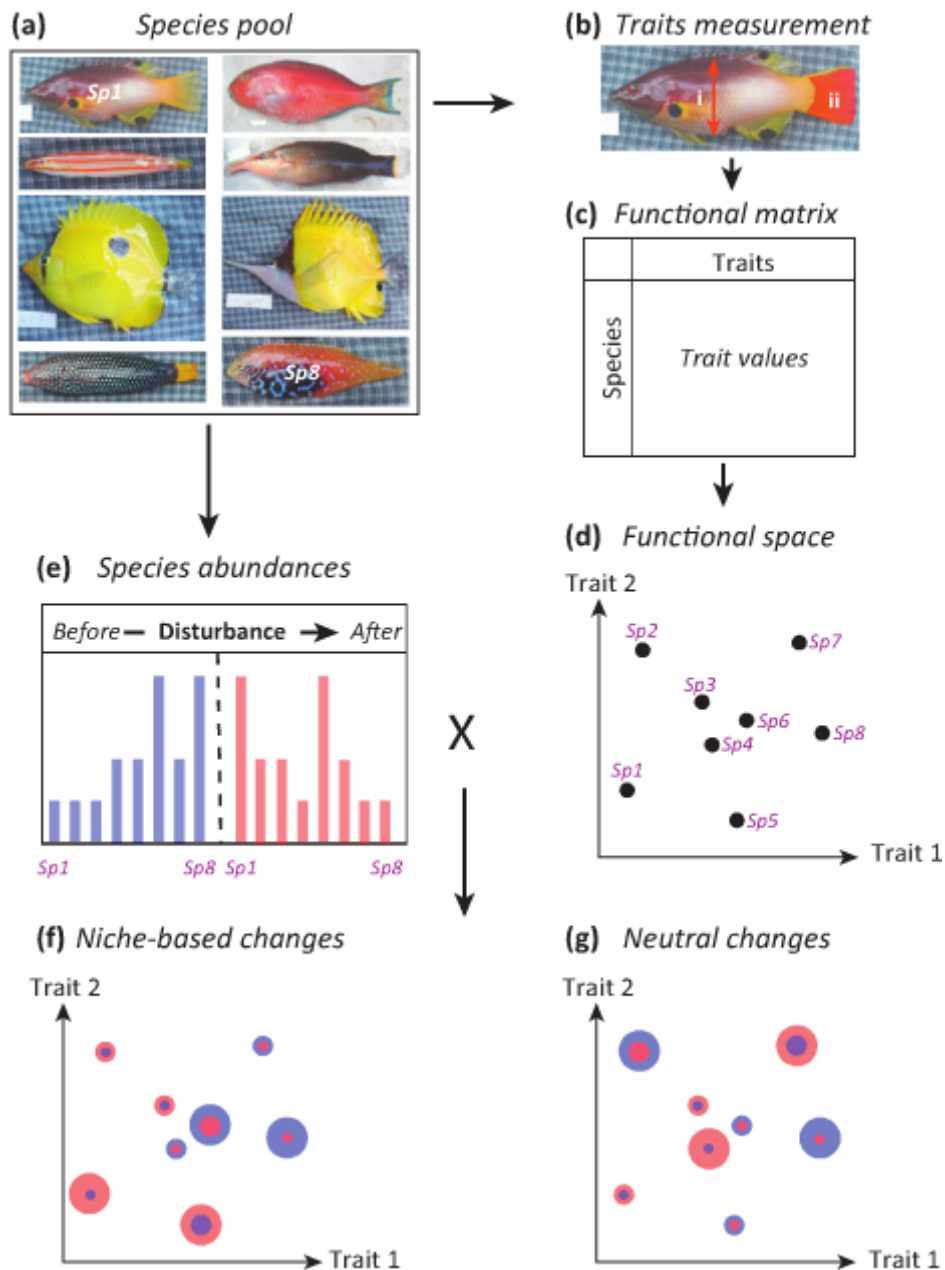 (a) Species pool
Sp1
Sp8
(b) Traits measurement
i ii
(c) Functional matrix
Traits
Species
Trait values
(d) Functional space
Trait 2
Sp2
Sp7
Sp3
Sp6
Sp8
Sp4
Sp1
Sp5
Trait 1
(e) Species abundances
Before — Disturbance After
Sp1 Sp8 Sp1 Sp8
X
(f) Niche-based changes
Trait 2
Trait 1
(g) Neutral changes
Trait 2
Trait 1